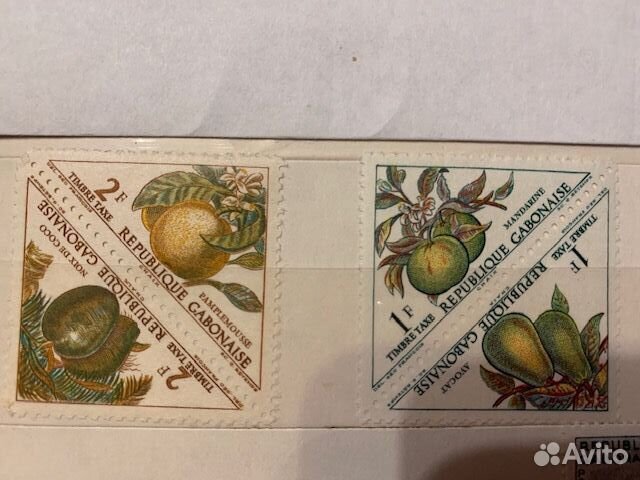 2F
TIMBRE TAXE
REPUBLIQUE GABONAISE
PAMPLEMOUSSE
NOIX DE COCO
REPUBLIQUE GABONAISE
TIMBRE TAXE
2F
MANDARINE
REPUBLIQUE GABONAISE
1F
TIMBRE TAXE
TIMBRE TAXE
1F
REPUBLIQUE GABONAISE
AVOCAT
REPUBL
Avito